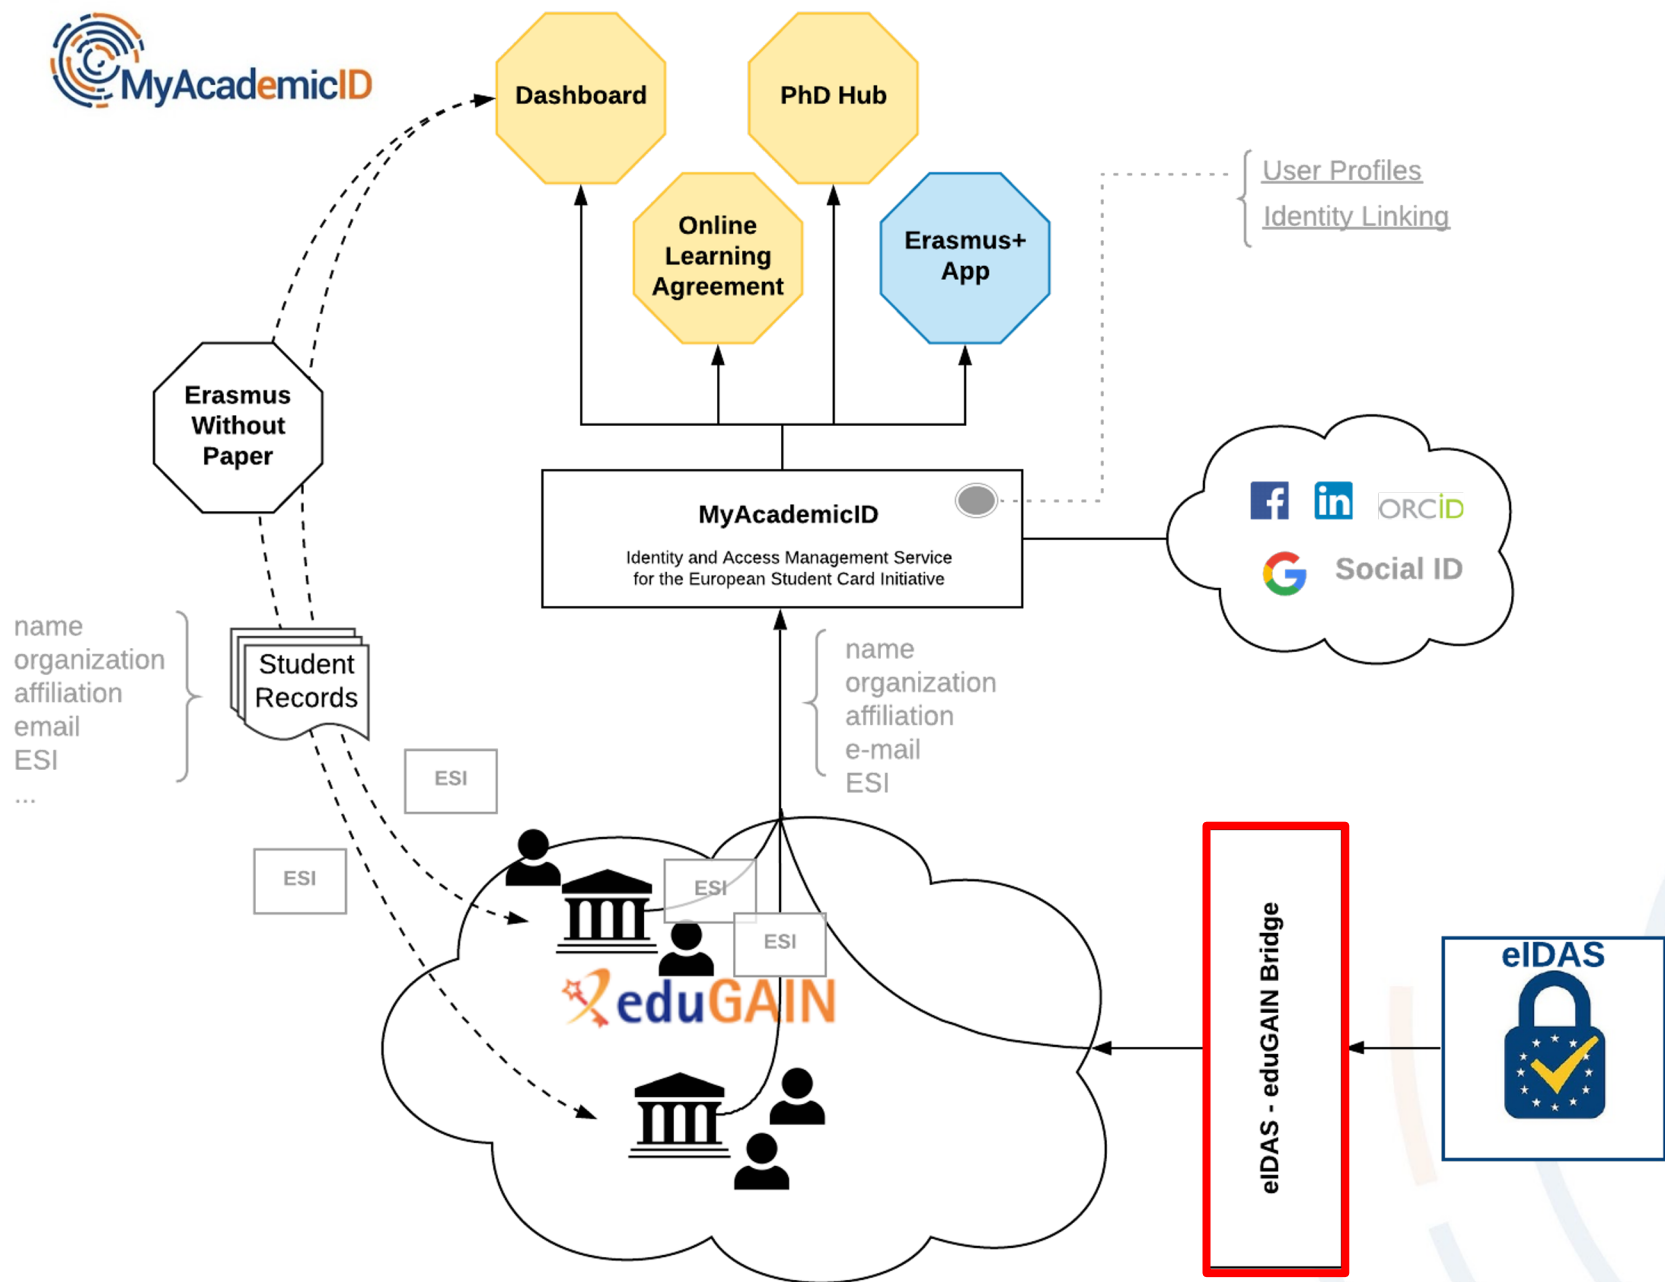 MyAcademicID
Dashboard
PhD Hub
User Profiles
Identity Linking
Online
Learning
Agreement
Erasmus+
App
Erasmus
Without
Paper
MyAcademicID
Identity and Access Management Service
for the European Student Card Initiative
in
ORCiD
Social ID
name
organization
affiliation
email
ESI
...
Student
Records
name
organization
affiliation
e-mail
ESI
ESI
ESI
ESI
ESI
eduGAIN
eIDAS - eduGAIN Bridge
eIDAS